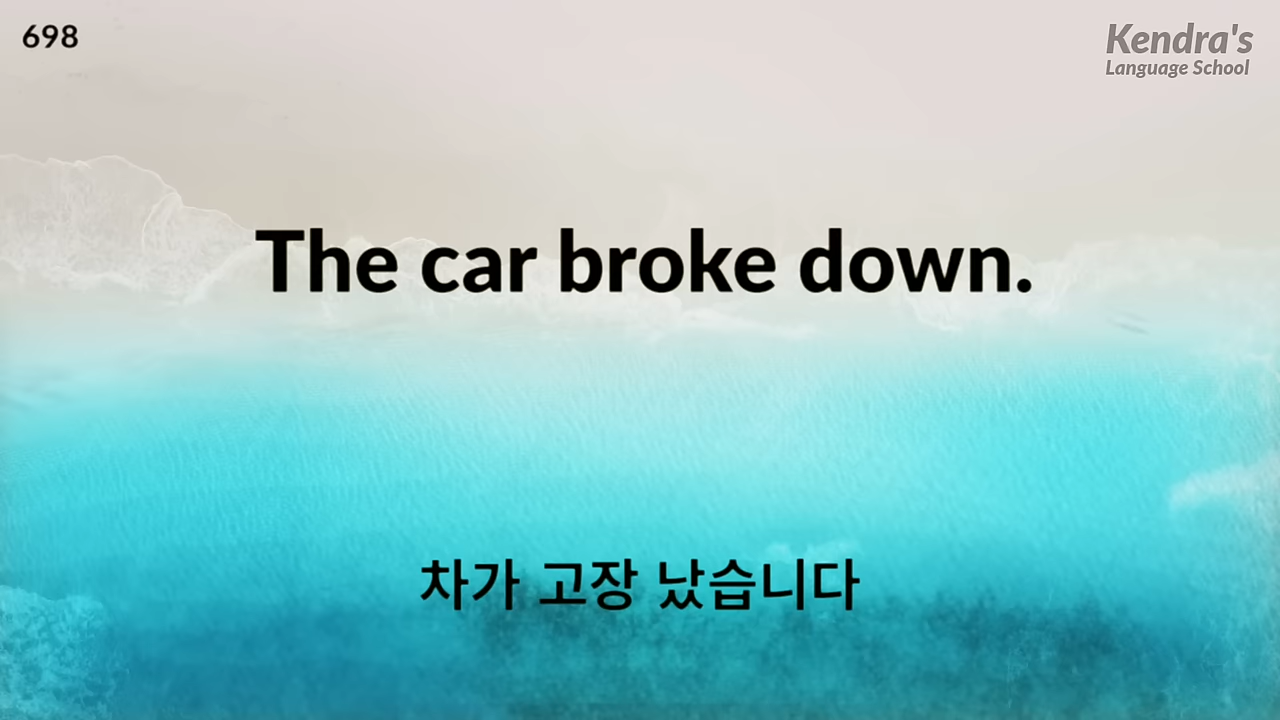 698
Kendra's
Language School
The car broke down.
차가 고장 났습니다